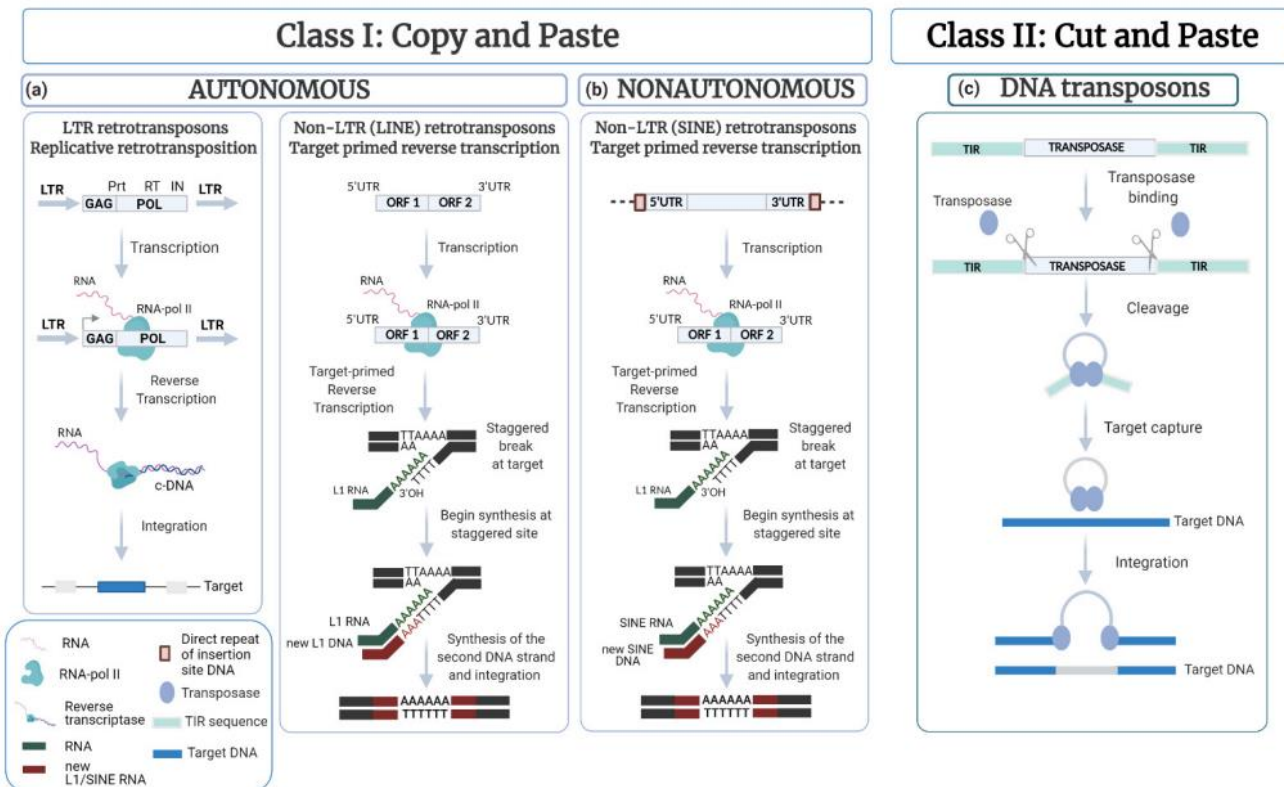 Class I: Copy and Paste
Class II: Cut and Paste
(a) AUTONOMOUS
(b) NONAUTONOMOUS
(c) DNA transposons
LTR retrotransposons
Replicative retrotransposition
Prt RT IN
LTR
LTR
GAG POL
Transcription
RNA
RNA-pol II
LTR
LTR
GAG POL
Reverse
Transcription
RNA
c-DNA
Integration
Target
Non-LTR (LINE) retrotransposons
Target primed reverse transcription
5'UTR 3'UTR
ORF 1 ORF 2
Transcription
RNA
RNA-pol II
5'UTR 3'UTR
ORF 1 ORF 2
Target-primed
Reverse
Transcription
TTAAAA
AA
Staggered
break
at target
AAAAAA
TTTT
L1 RNA
3'OH
Begin synthesis at
staggered site
TTAAAA
AA
AAAAAA
AAATTTT
L1 RNA
new L1 DNA
Synthesis of the
second DNA strand
and integration
AAAAAA
TTTTTT
Non-LTR (SINE) retrotransposons
Target primed reverse transcription
5'UTR 3'UTR
Transcription
RNA
RNA-pol II
5'UTR 3'UTR
ORF 1 ORF 2
Target-primed
Reverse
Transcription
TTAAAA
AA
Staggered
break
at target
AAAAAA
TTTT
L1 RNA
3'OH
Begin synthesis at
staggered site
TTAAAA
AA
AAAAAA
AAATTTT
SINE RNA
new SINE
DNA
Synthesis of the
second DNA strand
and integration
AAAAAA
TTTTTT
TIR TRANSPOSASE TIR
Transposase
Transposase
binding
TIR TRANSPOSASE TIR
Cleavage
Target capture
Target DNA
Integration
Target DNA
RNA
RNA-pol II
Reverse
transcriptase
RNA
new
L1/SINE RNA
Direct repeat
of insertion
site DNA
Transposase
TIR sequence
Target DNA